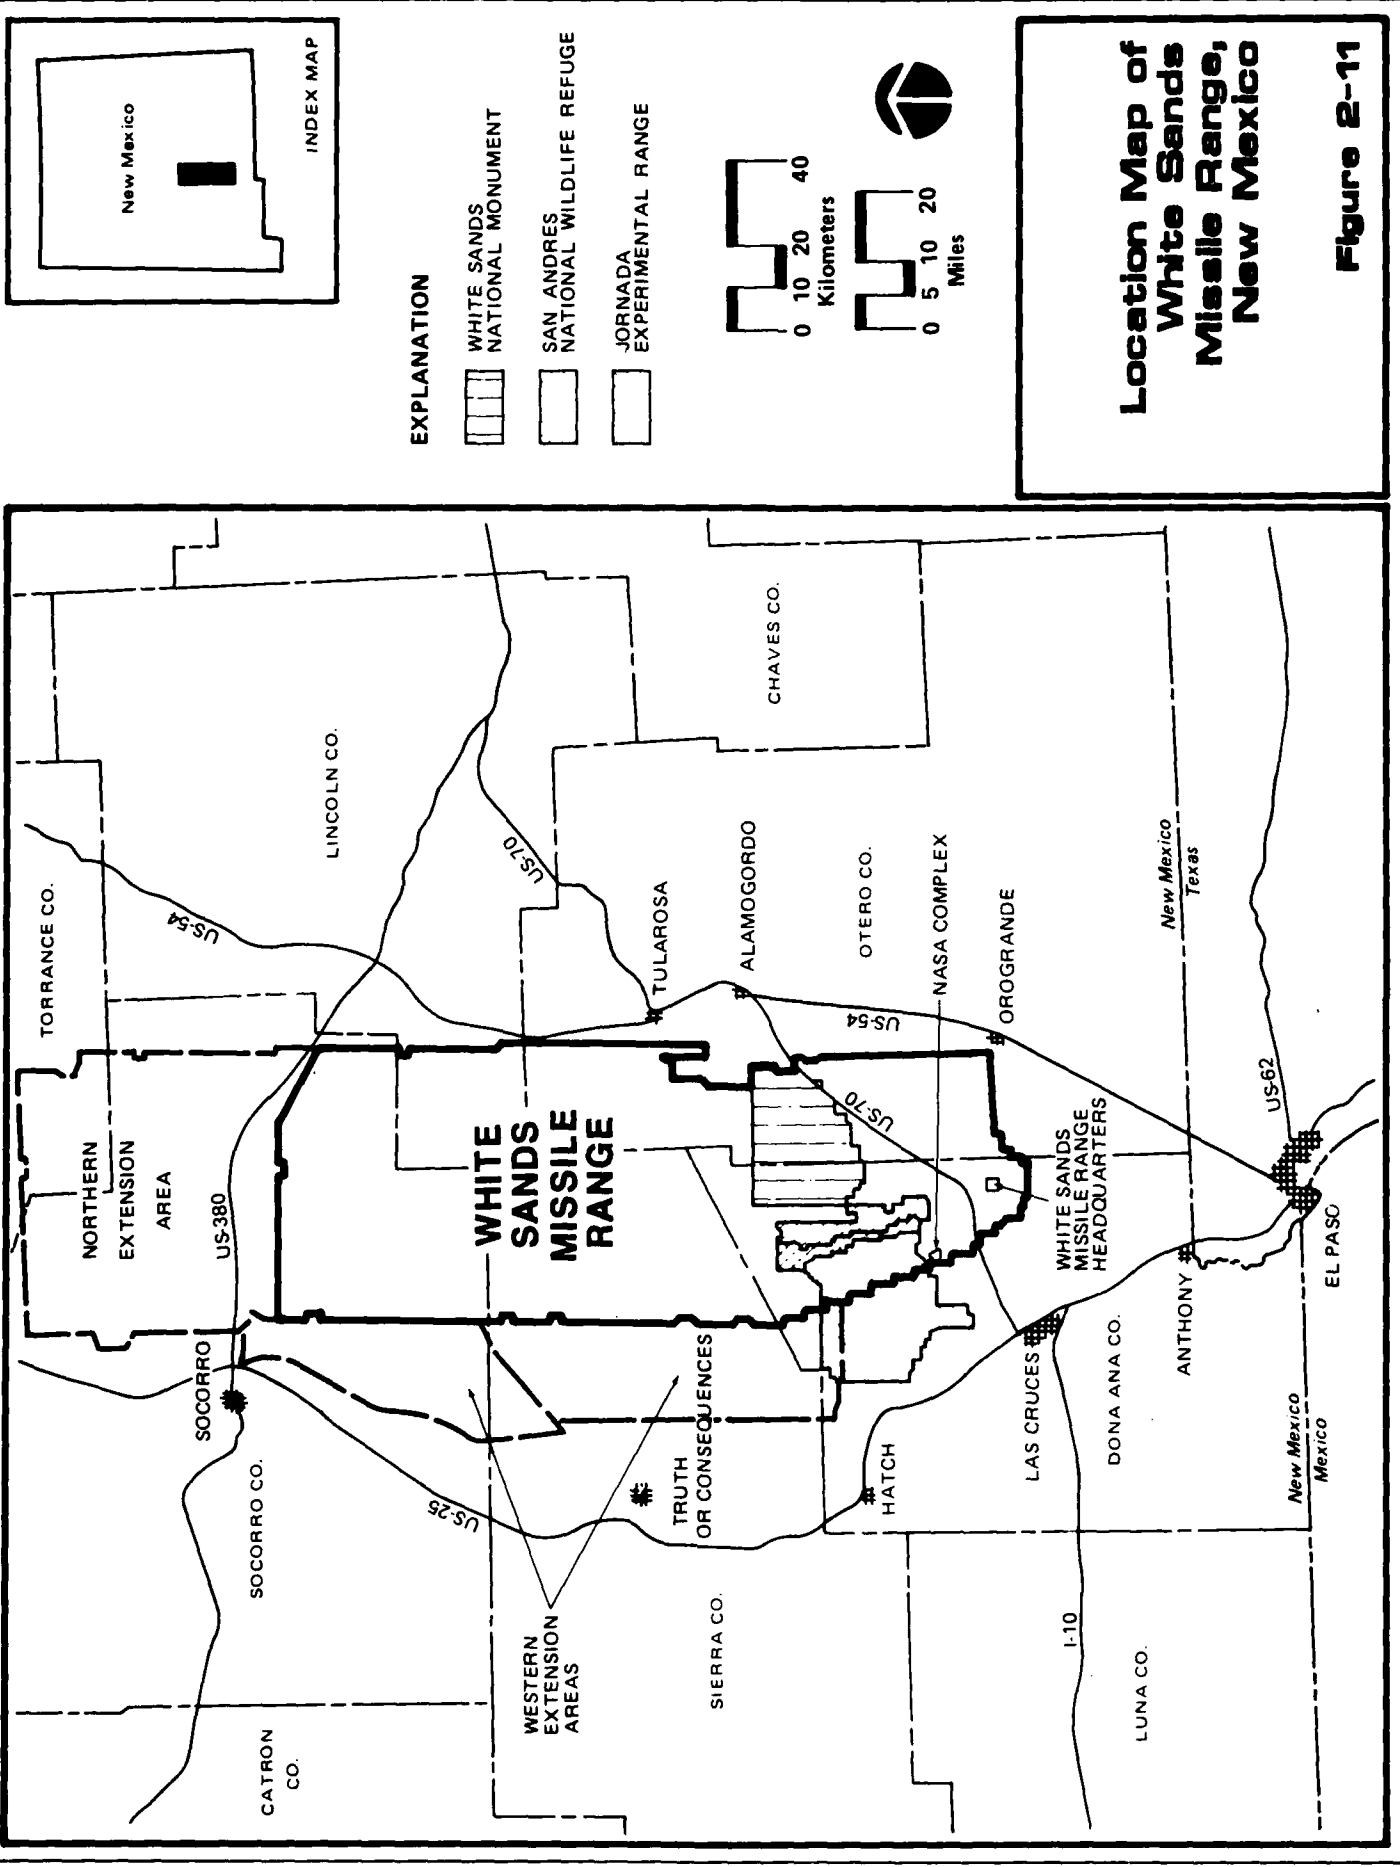 TORRANCE CO.
NORTHERN
EXTENSION
AREA
US-54
LINCOLN CO.
US-380
SOCORRO
SOCORRO CO.
CATRON
CO.
US-70
WHITE
SANDS
MISSILE
RANGE
US-25
WESTERN
EXTENSION
AREAS
TRUTH
OR CONSEQUENCES
SIERRA CO.
TULAROSA
ALAMOGORDO
CHAVES CO.
OTERO CO.
US-54
US-70
NASA COMPLEX
OROGRANDE
HATCH
WHITE SANDS
MISSILE RANGE
HEADQUARTERS
LAS CRUCES
DONA ANA CO.
I-10
LUNA CO.
ANTHONY
New Mexico
Texas
US-62
EL PASO
New Mexico
Mexico
New Mexico
INDEX MAP
EXPLANATION
WHITE SANDS
NATIONAL MONUMENT
SAN ANDRES
NATIONAL WILDLIFE REFUGE
JORNADA
EXPERIMENTAL RANGE
0 10 20 40
Kilometers
0 5 10 20
Miles
Location Map of
White Sands
Missile Range,
New Mexico
Figure 2-11